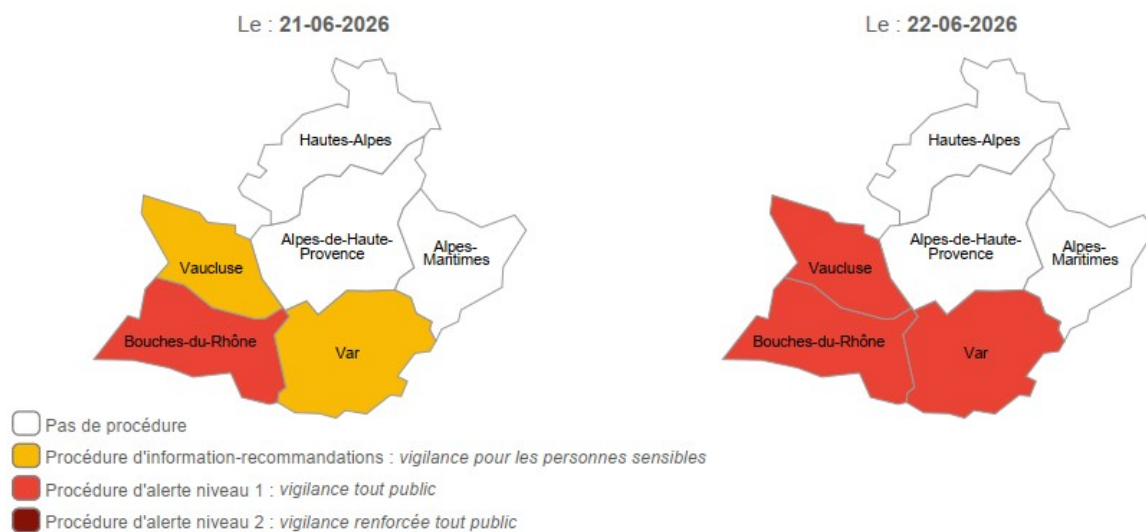 Le : 21-06-2026
Hautes-Alpes
Alpes-de-Haute-
Provence
Alpes-
Maritimes
Vaucluse
Bouches-du-Rhône
Var
Le : 22-06-2026
Hautes-Alpes
Alpes-de-Haute-
Provence
Alpes-
Maritimes
Vaucluse
Bouches-du-Rhône
Var
Pas de procédure
Procédure d'information-recommandations : vigilance pour les personnes sensibles
Procédure d'alerte niveau 1 : vigilance tout public
Procédure d'alerte niveau 2 : vigilance renforcée tout public